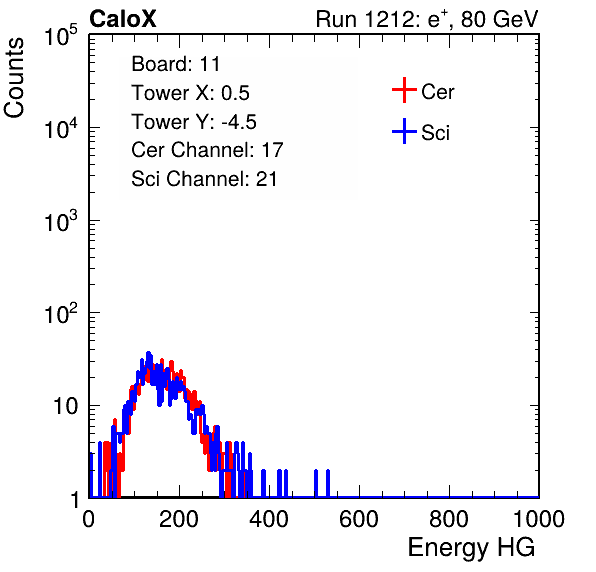 CaloX Run 1212: e⁺, 80 GeV
Counts
10⁵
10⁴
10³
10²
10
1
Board: 11
Tower X: 0.5
Tower Y: -4.5
Cer Channel: 17
Sci Channel: 21
Cer
Sci
0 200 400 600 800 1000
Energy HG